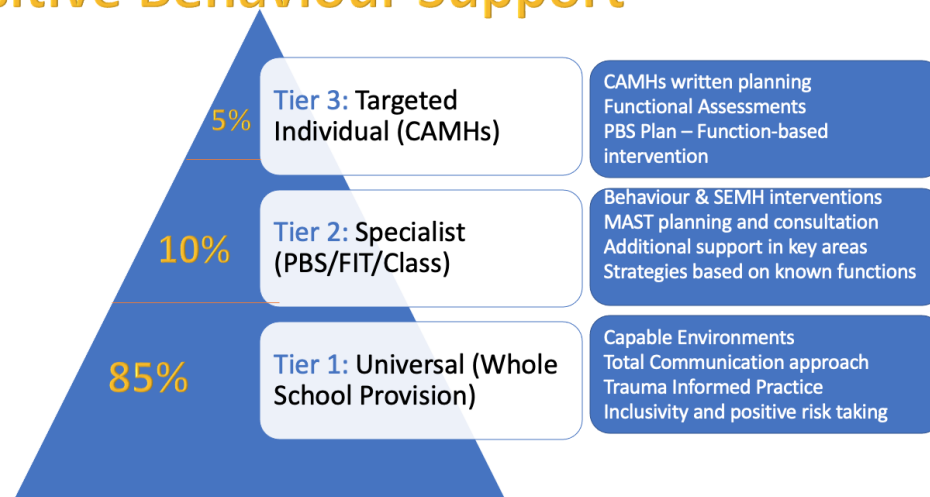 sitive Behaviour Support
5%
Tier 3: Targeted
Individual (CAMHs)
CAMHs written planning
Functional Assessments
PBS Plan – Function-based
intervention
10%
Tier 2: Specialist
(PBS/FIT/Class)
Behaviour & SEMH interventions
MAST planning and consultation
Additional support in key areas
Strategies based on known functions
85%
Tier 1: Universal (Whole
School Provision)
Capable Environments
Total Communication approach
Trauma Informed Practice
Inclusivity and positive risk taking